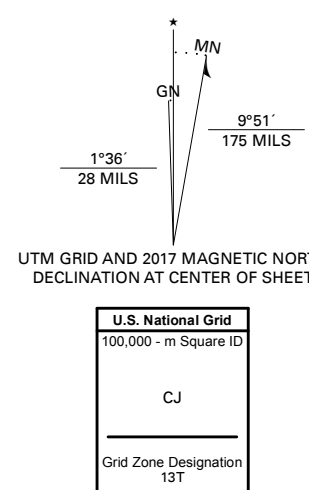 ★
MN
GN
9°51´
175 MILS
1°36´
28 MILS
UTM GRID AND 2017 MAGNETIC NORT
DECLINATION AT CENTER OF SHEET
U.S. National Grid
100,000 - m Square ID
CJ
Grid Zone Designation
13T